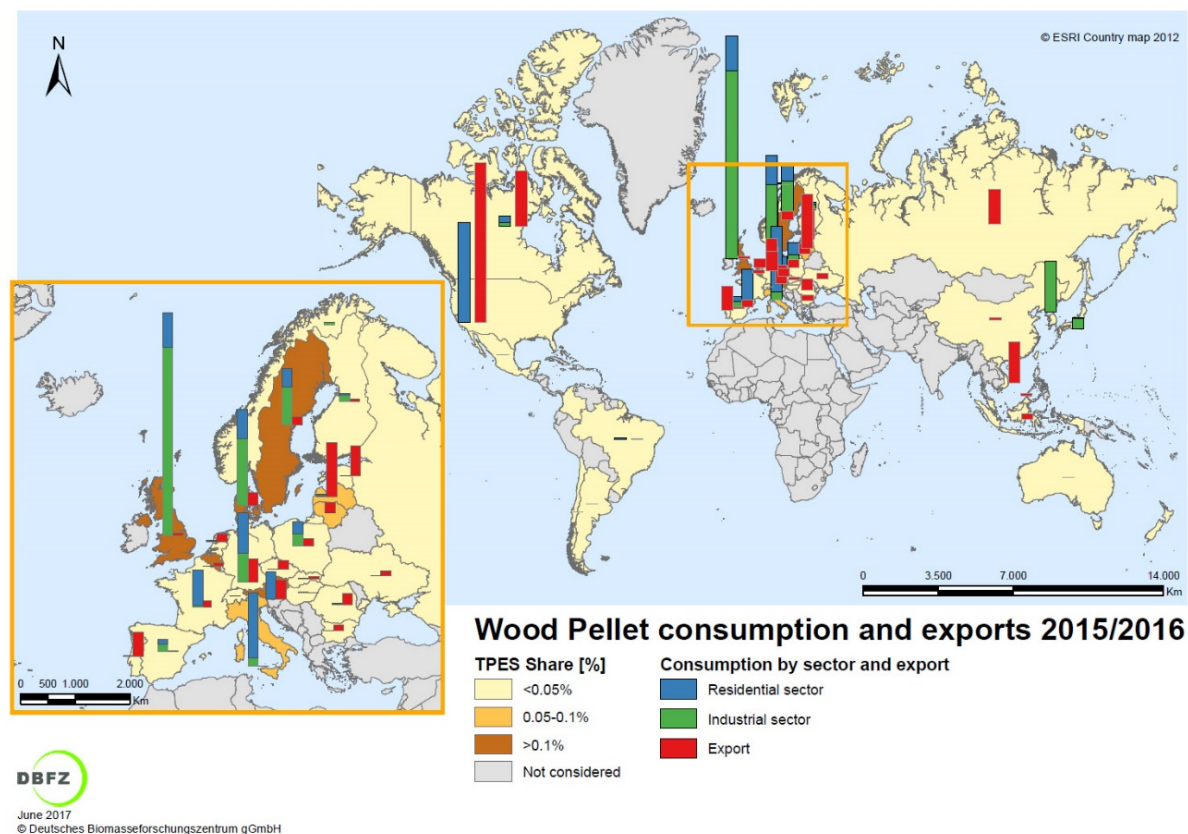 N
© ESRI Country map 2012
0 3.500 7.000 14.000
Km
0 500 1.000 2.000
Km
Wood Pellet consumption and exports 2015/2016
TPES Share [%]
<0.05%
0.05-0.1%
>0.1%
Not considered
Consumption by sector and export
Residential sector
Industrial sector
Export
DBFZ
June 2017
© Deutsches Biomasseforschungszentrum gGmbH